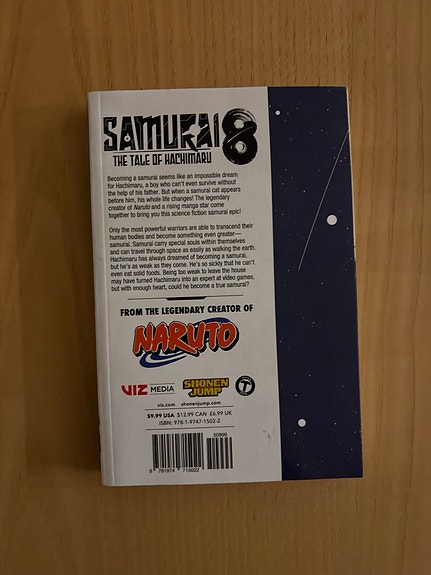 SAMURAI 8
THE TALE OF HACHIMARU
Becoming a samurai seems like an impossible dream
for Hachimaru, a boy who can't even survive without
the help of his father. But when a samurai cat appears
before him, his whole life changes! The legendary
creator of Naruto and a rising manga star come
together to bring you this science fiction samurai epic!
Only the most powerful warriors are able to transcend their
human bodies and become something even greater—
samurai. Samurai carry special souls within themselves
and can travel through space as easily as walking the earth.
Hachimaru has always dreamed of becoming a samurai,
but he's as weak as they come. He's so sickly that he can't
even eat solid foods. Being too weak to leave the house
may have turned Hachimaru into an expert at video games,
but with enough heart, could he become a true samurai?
FROM THE LEGENDARY CREATOR OF
NARUTO
VIZ MEDIA
SHONEN
JUMP
T
viz.com shonenjump.com
$9.99 USA $12.99 CAN £6.99 UK
ISBN: 978-1-9747-1502-2
50999
9 781974 715022